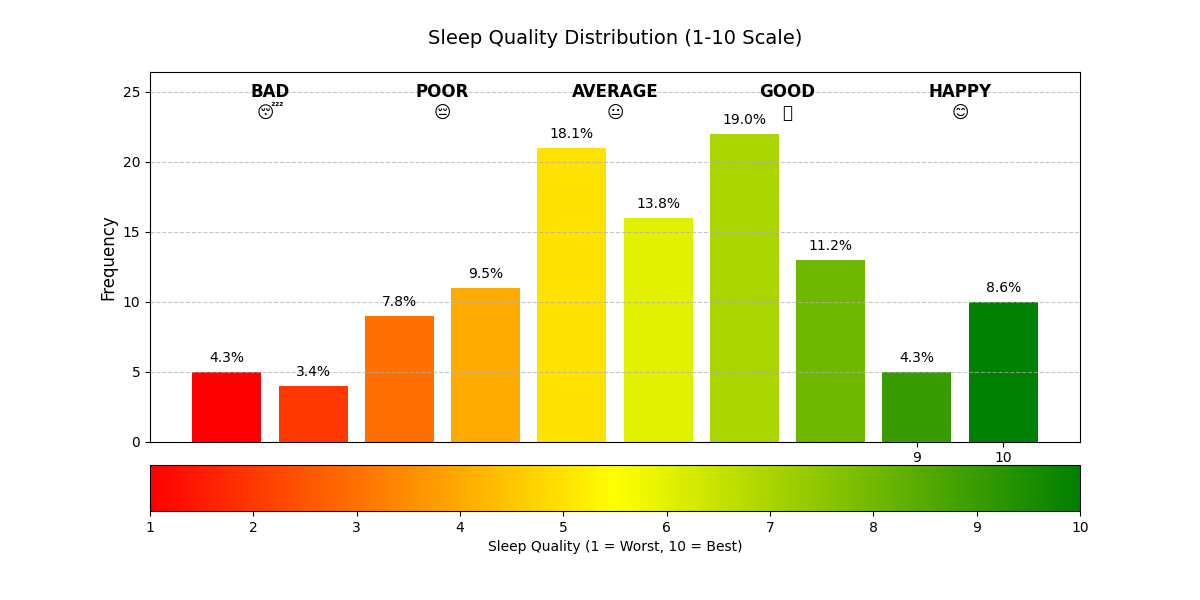 Sleep Quality Distribution (1-10 Scale)
BAD POOR AVERAGE GOOD HAPPY
25
20
15
10
5
0
Frequency
4.3% 3.4% 7.8% 9.5% 18.1% 13.8% 19.0% 11.2% 4.3% 8.6%
9 10
1 2 3 4 5 6 7 8 9 10
Sleep Quality (1 = Worst, 10 = Best)